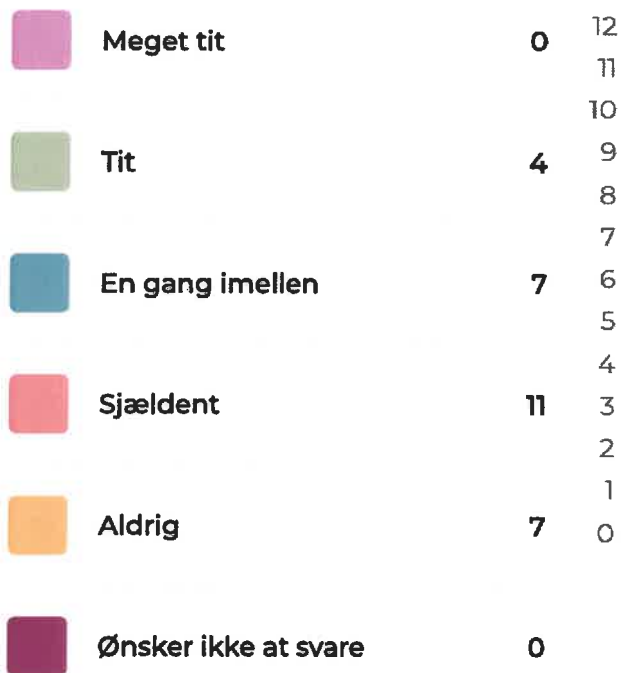 Meget tit 0
Tit 4
En gang imellen 7
Sjældent 11
Aldrig 7
Ønsker ikke at svare 0
12
11
10
9
8
7
6
5
4
3
2
1
0